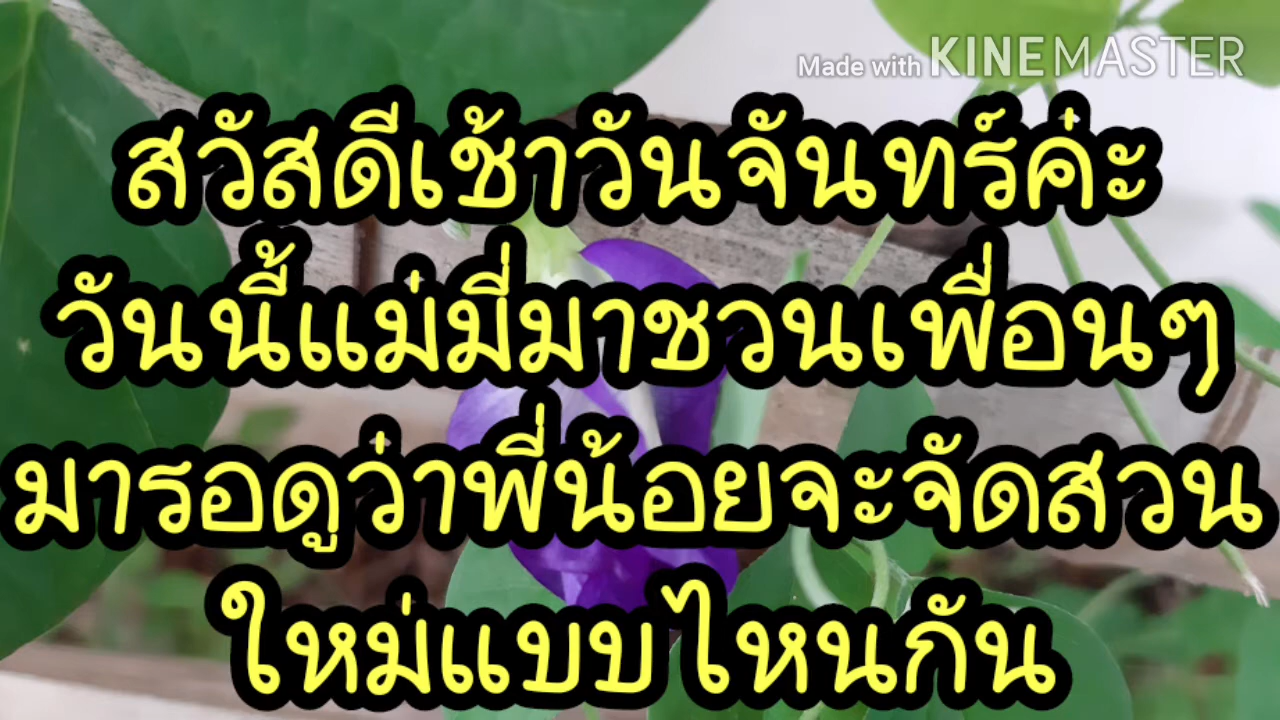 Made with KINEMASTER
สวัสดีเช้าวันจันทร์ค่ะ
วันนี้แม่มี่มาชวนเพื่อนๆ
มารอดูว่าพี่น้อยจะจัดสวน
ใหม่แบบไหนกัน